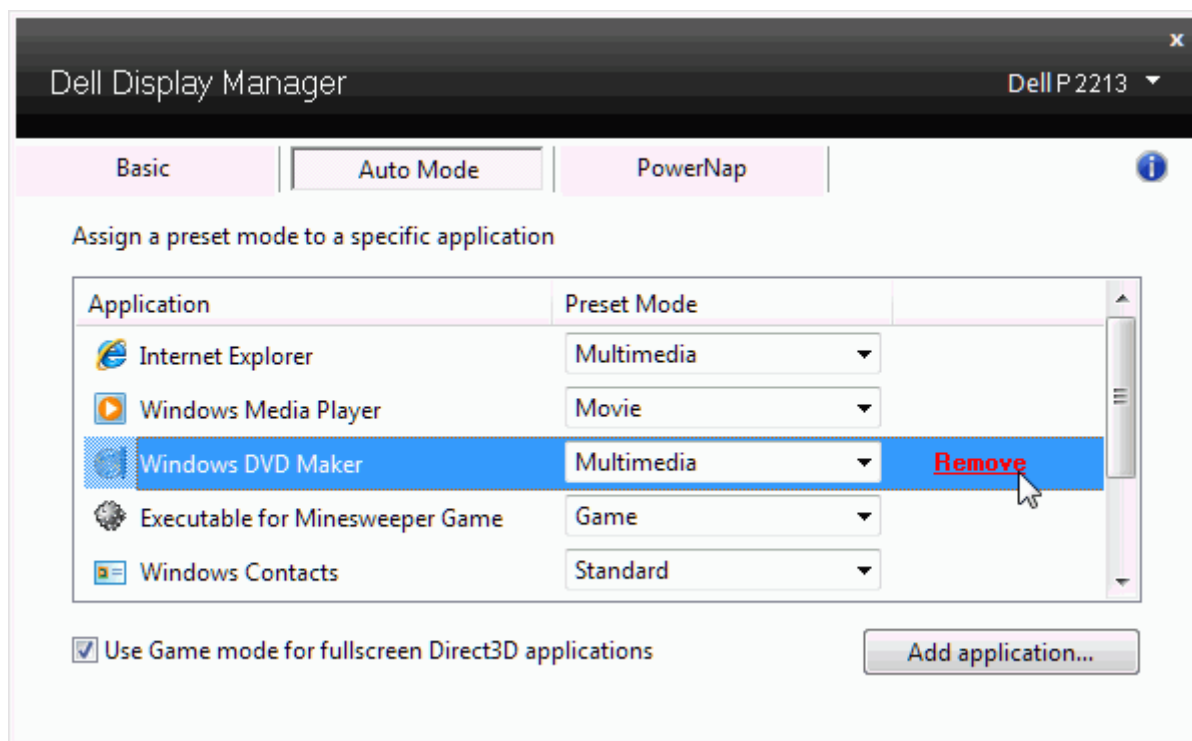 x
Dell Display Manager
Dell P2213
Basic
Auto Mode
PowerNap
Assign a preset mode to a specific application
Application Preset Mode
Internet Explorer Multimedia
Windows Media Player Movie
Windows DVD Maker Multimedia Remove
Executable for Minesweeper Game Game
Windows Contacts Standard
Use Game mode for fullscreen Direct3D applications
Add application...